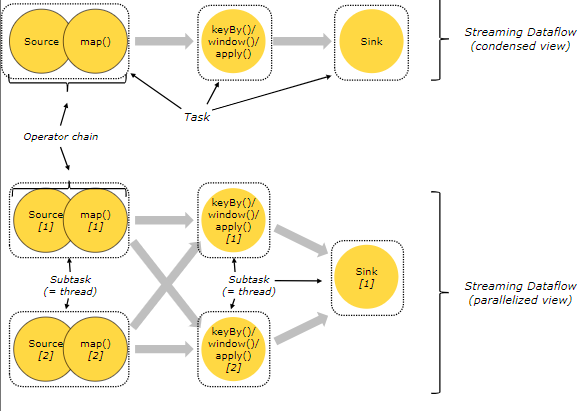 Source
map()
keyBy()/
window()/
apply()
Sink
Streaming Dataflow
(condensed view)
Task
Operator chain
Source
[1]
map()
[1]
keyBy()/
window()/
apply()
[1]
Subtask
(= thread)
Subtask
(= thread)
Sink
[1]
Streaming Dataflow
(parallelized view)
Source
[2]
map()
[2]
keyBy()/
window()/
apply()
[2]